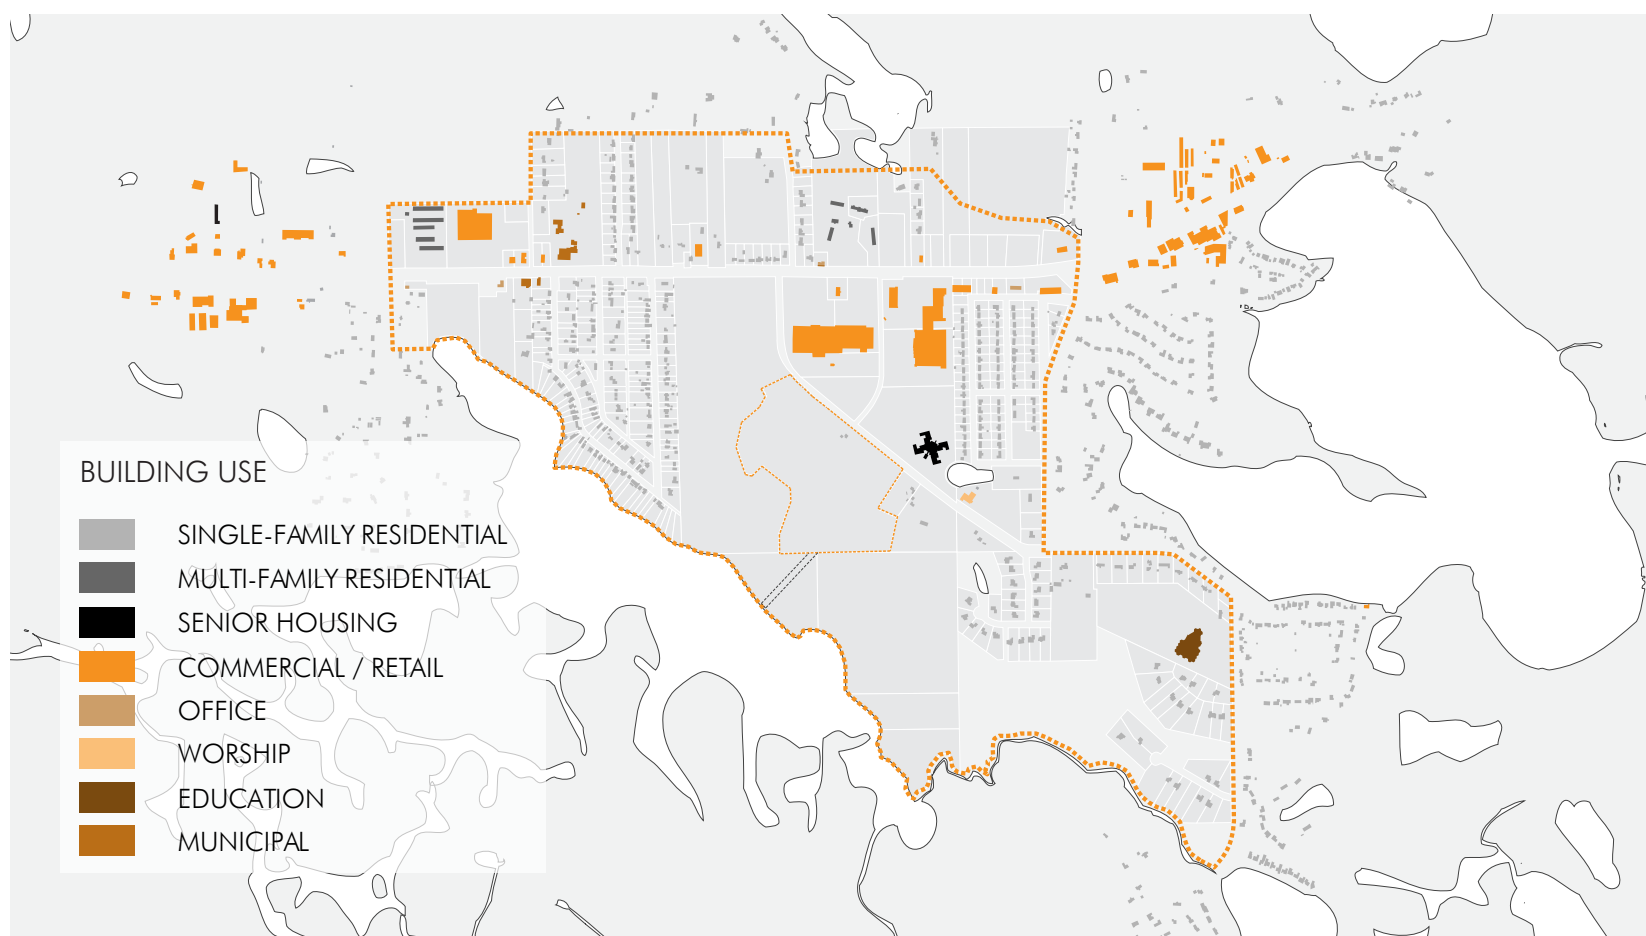 BUILDING USE
SINGLE-FAMILY RESIDENTIAL
MULTI-FAMILY RESIDENTIAL
SENIOR HOUSING
COMMERCIAL / RETAIL
OFFICE
WORSHIP
EDUCATION
MUNICIPAL